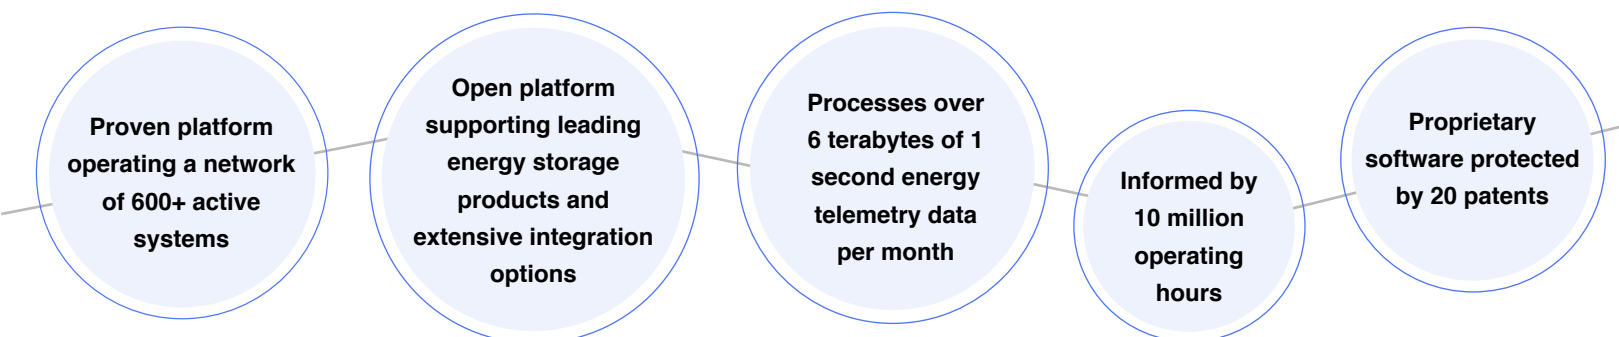 Proven platform
operating a network
of 600+ active
systems
Open platform
supporting leading
energy storage
products and
extensive integration
options
Processes over
6 terabytes of 1
second energy
telemetry data
per month
Informed by
10 million
operating
hours
Proprietary
software protected
by 20 patents